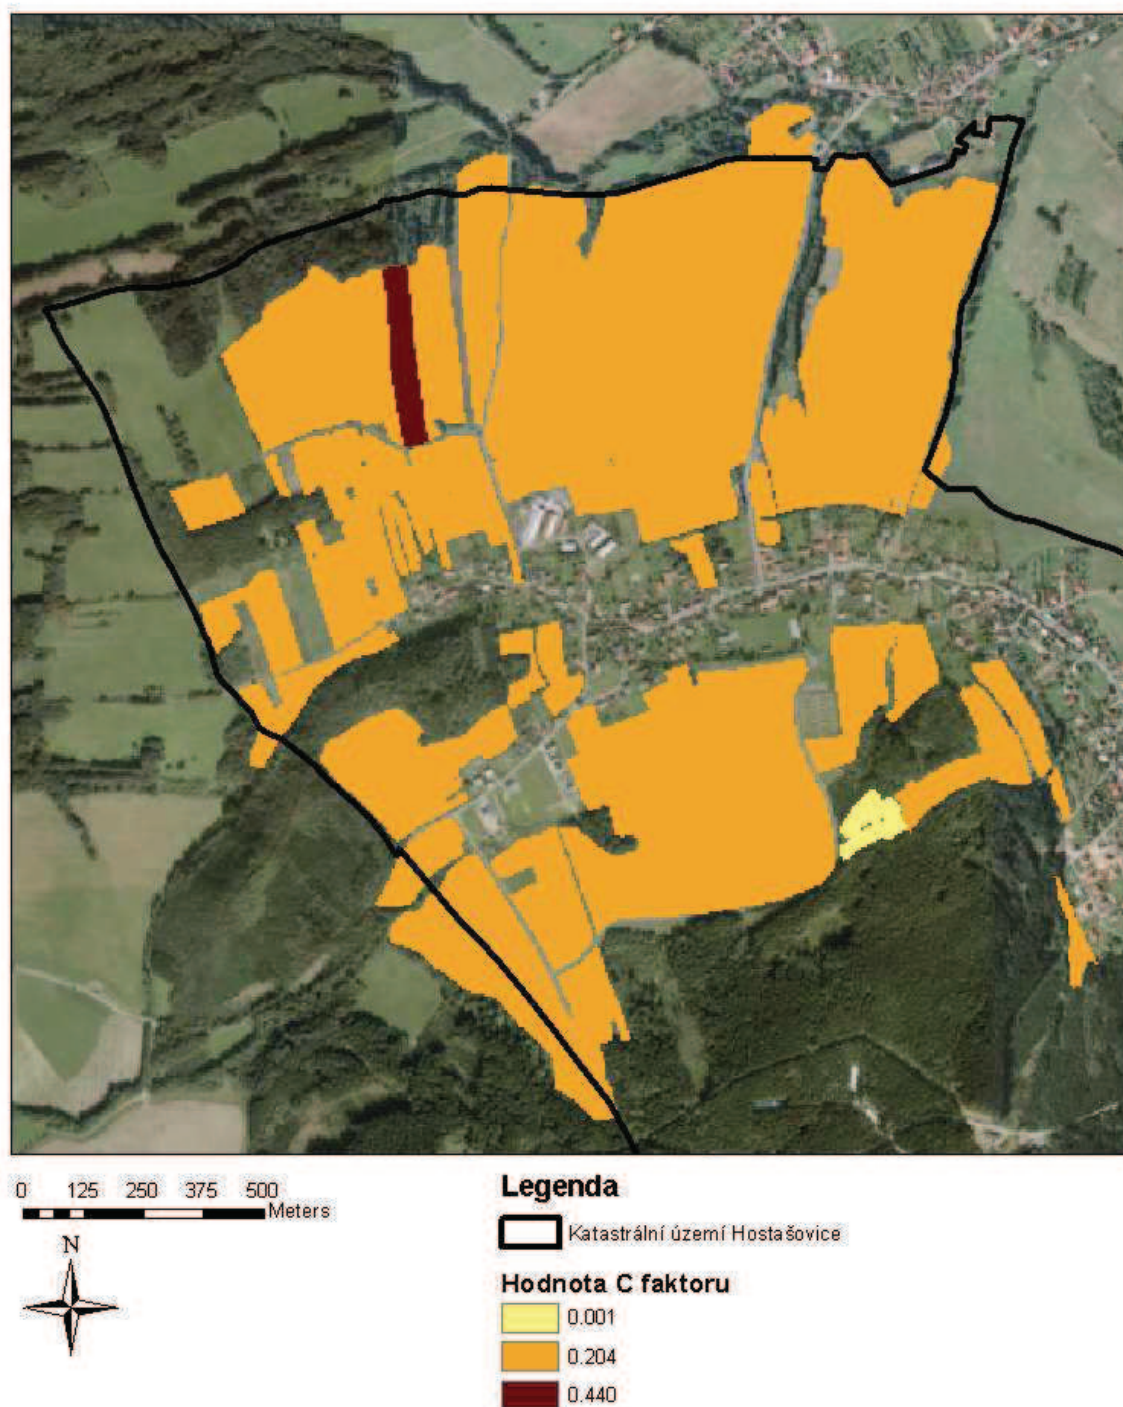 0 125 250 375 500
Meters
N
Legenda
Katastrální území Hostašovice
Hodnota C faktoru
0.001
0.204
0.440